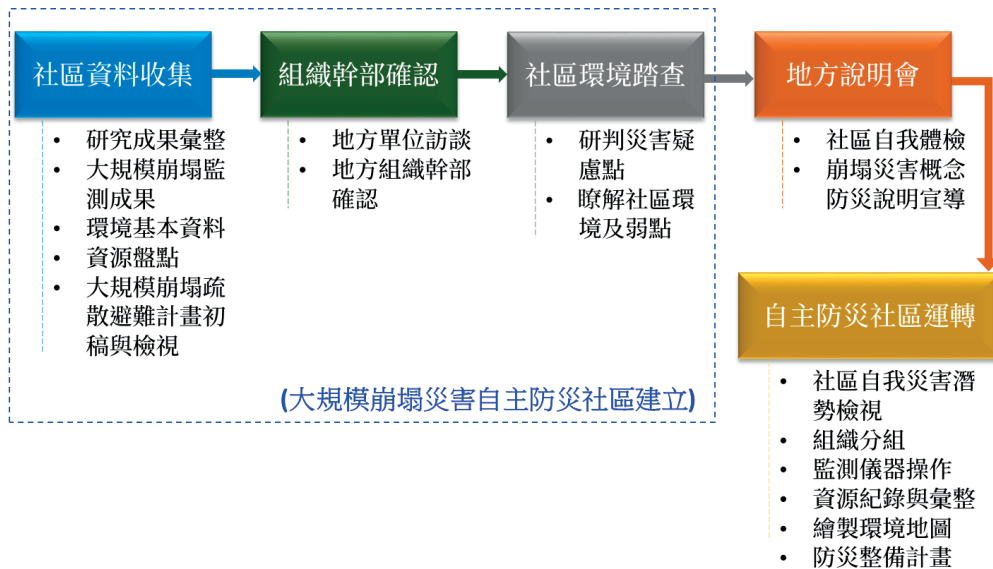 社區資料收集
• 研究成果彙整
• 大規模崩塌監
測成果
• 環境基本資料
• 資源盤點
• 大規模崩塌疏
散避難計畫初
稿與檢視
組織幹部確認
• 地方單位訪談
• 地方組織幹部
確認
社區環境踏查
• 研判災害疑
慮點
• 瞭解社區環
境及弱點
(大規模崩塌災害自主防災社區建立)
地方說明會
• 社區自我體檢
• 崩塌災害概念
防災說明宣導
自主防災社區運轉
• 社區自我災害潛
勢檢視
• 組織分組
• 監測儀器操作
• 資源紀錄與彙整
• 繪製環境地圖
• 防災整備計畫